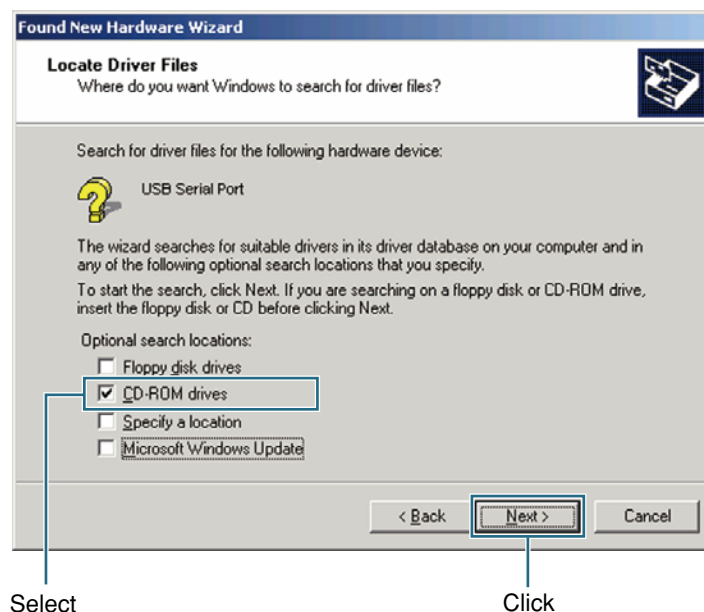 Found New Hardware Wizard
Locate Driver Files
Where do you want Windows to search for driver files?
Search for driver files for the following hardware device:
USB Serial Port
The wizard searches for suitable drivers in its driver database on your computer and in
any of the following optional search locations that you specify.
To start the search, click Next. If you are searching on a floppy disk or CD-ROM drive,
insert the floppy disk or CD before clicking Next.
Optional search locations:
Floppy disk drives
CD-ROM drives
Specify a location
Microsoft Windows Update
< Back Next > Cancel
Select Click